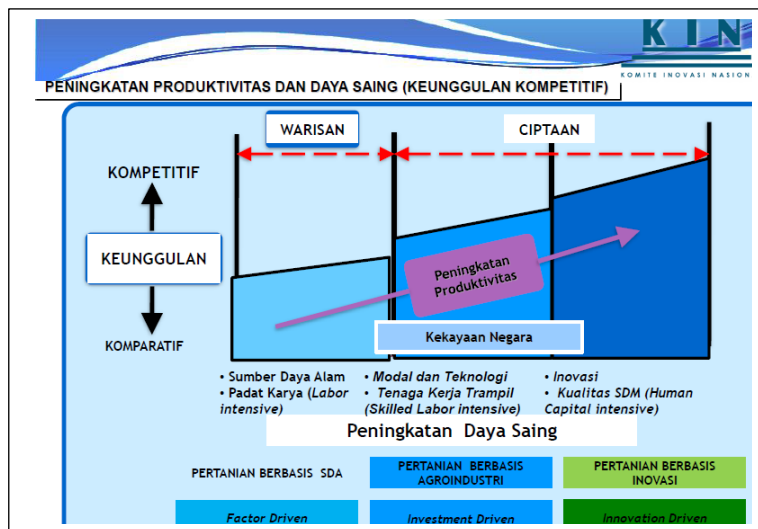 KIN
KOMITE INOVASI NASION
PENINGKATAN PRODUKTIVITAS DAN DAYA SAING (KEUNGGULAN KOMPETITIF)
WARISAN
CIPTAAN
KOMPETITIF
KEUNGGULAN
KOMPARATIF
Peningkatan
Produktivitas
Kekayaan Negara
• Sumber Daya Alam
• Padat Karya (Labor
intensive)
• Modal dan Teknologi
• Tenaga Kerja Trampil
(Skilled Labor intensive)
• Inovasi
• Kualitas SDM (Human
Capital intensive)
Peningkatan Daya Saing
PERTANIAN BERBASIS SDA
PERTANIAN BERBASIS
AGROINDUSTRI
PERTANIAN BERBASIS
INOVASI
Factor Driven
Investment Driven
Innovation Driven